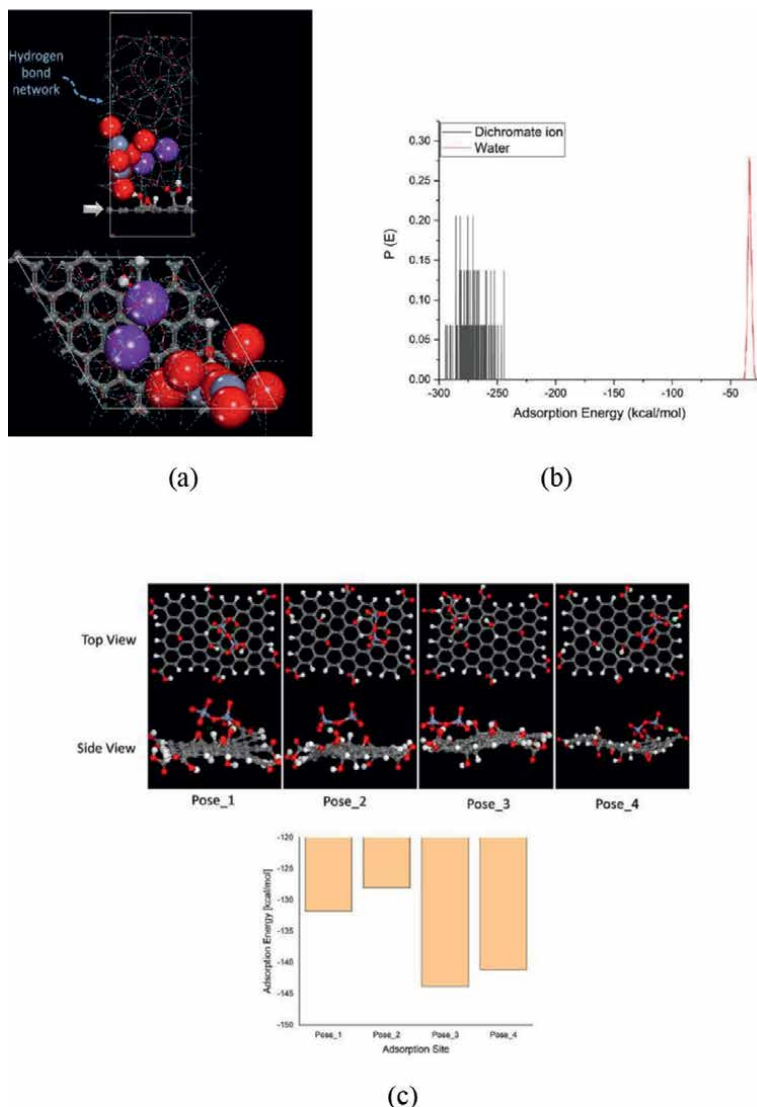 Hydrogen
bond
network
(a)
Dichromate ion
Water
P (E)
0.30
0.25
0.20
0.15
0.10
0.05
0.00
-300
-250
-200
-150
-100
-50
Adsorption Energy (kcal/mol)
(b)
Top View
Side View
Pose_1
Pose_2
Pose_3
Pose_4
Adsorption Energy [kcal/mol]
-120
-125
-130
-135
-140
-145
-150
Pose_1
Pose_2
Pose_3
Pose_4
Adsorption Site
(c)